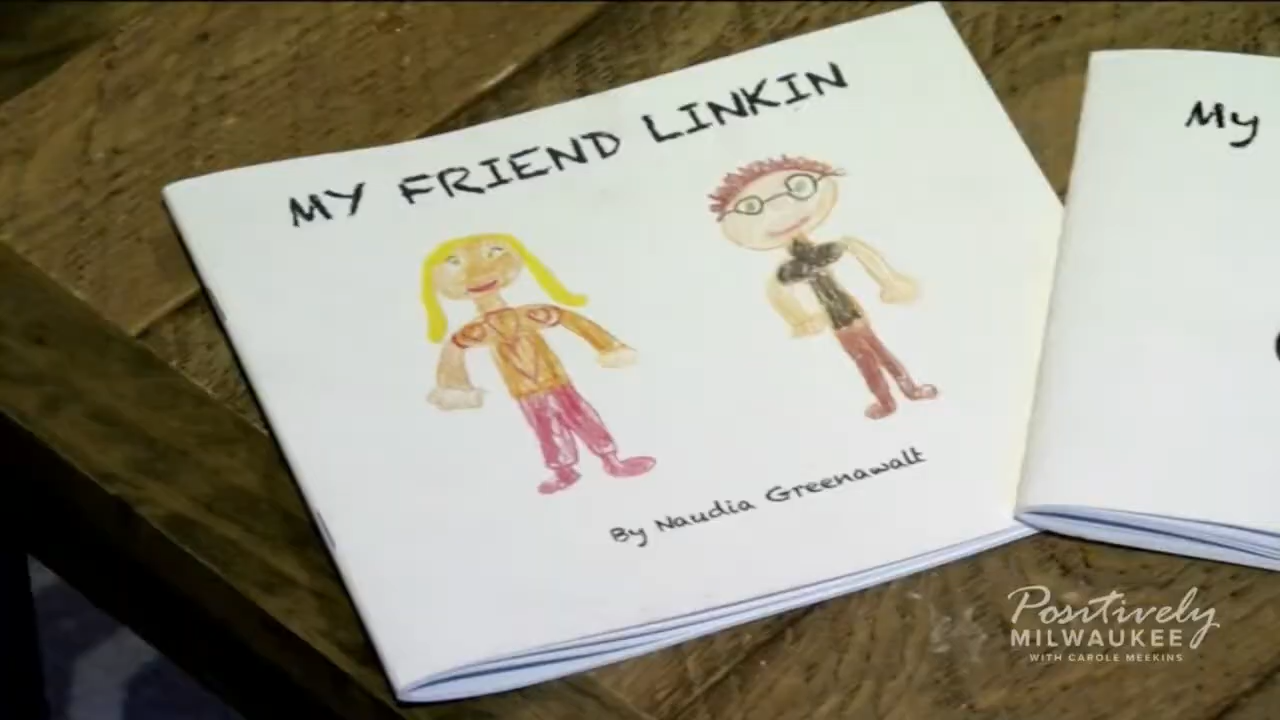 MY FRIEND LINKIN
By Naudia Greenawalt
My
Positively
MILWAUKEE
WITH CAROLE MEEKINS